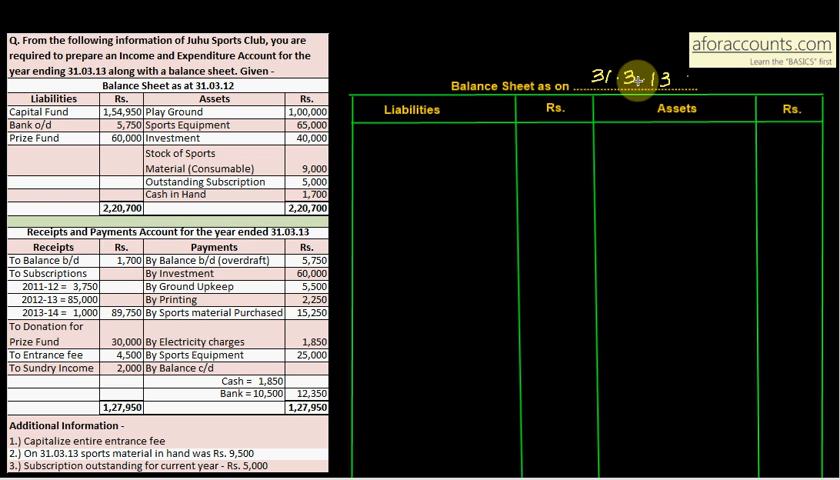 Q. From the following information of Juhu Sports Club, you are
required to prepare an Income and Expenditure Account for the
year ending 31.03.13 along with a balance sheet. Given -
Balance Sheet as at 31.03.12
Liabilities Rs. Assets Rs.
Capital Fund 1,54,950 Play Ground 1,00,000
Bank o/d 5,750 Sports Equipment 65,000
Prize Fund 60,000 Investment 40,000
Stock of Sports
Material (Consumable) 9,000
Outstanding Subscription 5,000
Cash in Hand 1,700
2,20,700 2,20,700
Receipts and Payments Account for the year ended 31.03.13
Receipts Rs. Payments Rs.
To Balance b/d 1,700 By Balance b/d (overdraft) 5,750
To Subscriptions By Investment 60,000
2011-12 = 3,750 By Ground Upkeep 5,500
2012-13 = 85,000 By Printing 2,250
2013-14 = 1,000 89,750 By Sports material Purchased 15,250
To Donation for
Prize Fund 30,000 By Electricity charges 1,850
To Entrance fee 4,500 By Sports Equipment 25,000
To Sundry Income 2,000 By Balance c/d
Cash = 1,850
Bank = 10,500 12,350
1,27,950 1,27,950
Additional Information -
1.) Capitalize entire entrance fee
2.) On 31.03.13 sports material in hand was Rs. 9,500
3.) Subscription outstanding for current year - Rs. 5,000
aforaccounts.com
Learn the "BASICS" first
Balance Sheet as on 31.3.13
Liabilities Rs. Assets Rs.